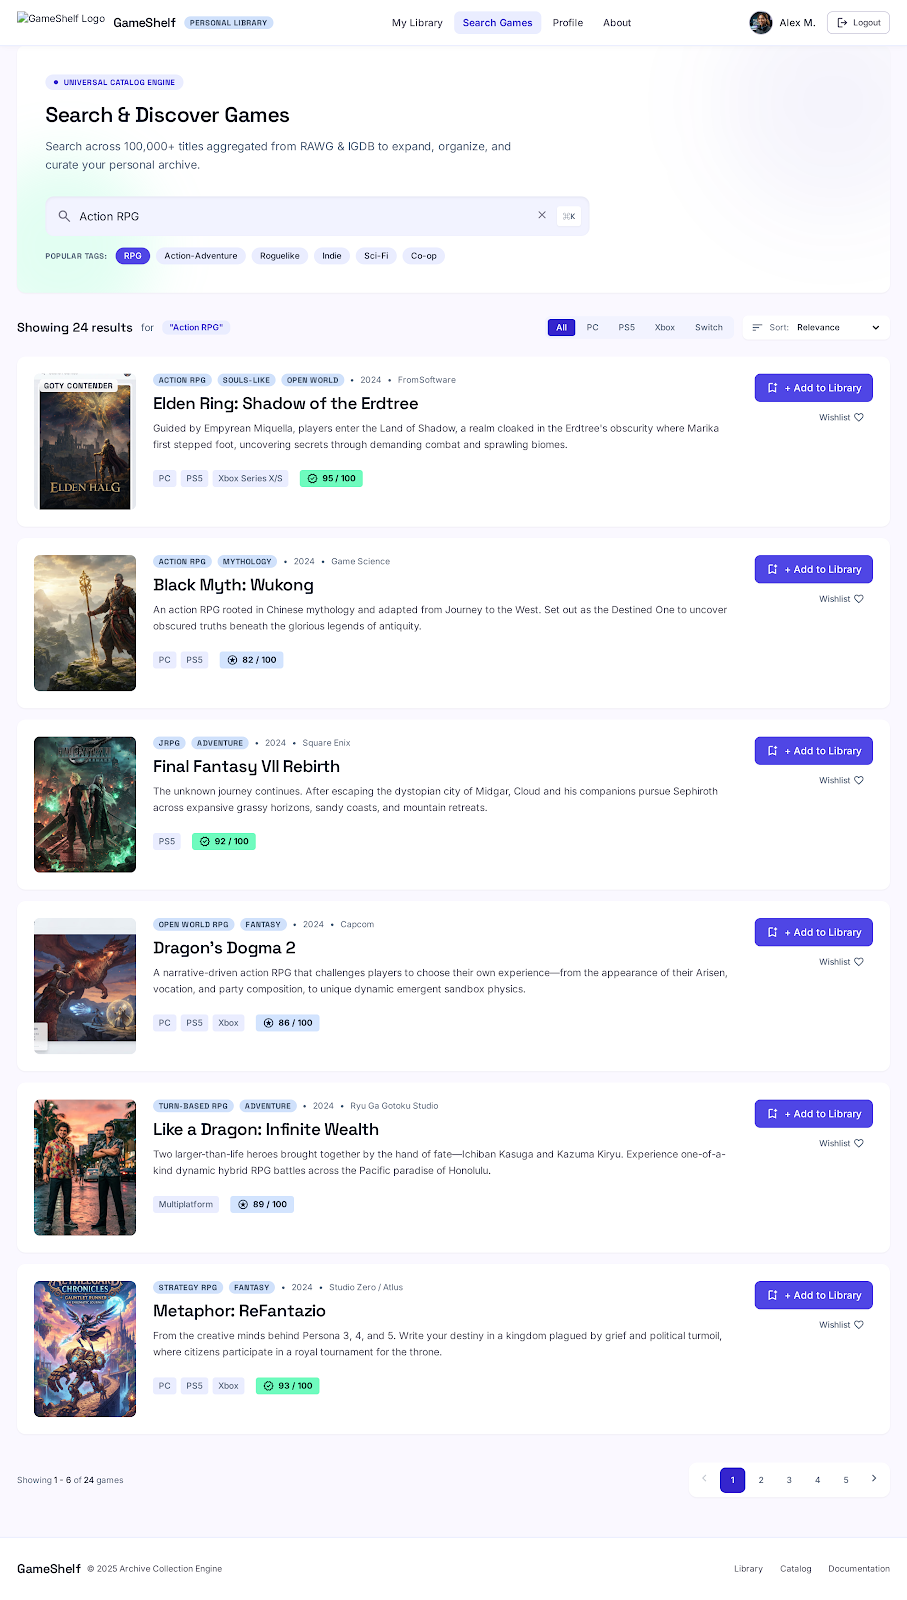 GameShelf Logo GameShelf PERSONAL LIBRARY My Library Search Games Profile About Alex M. Logout
UNIVERSAL CATALOG ENGINE
Search & Discover Games
Search across 100,000+ titles aggregated from RAWG & IGDB to expand, organize, and
curate your personal archive.
Action RPG ⌘K
POPULAR TAGS: RPG Action-Adventure Roguelike Indie Sci-Fi Co-op
Showing 24 results for "Action RPG" All PC PS5 Xbox Switch Sort: Relevance
GOTY CONTENDER
ELDEN HALG
ACTION RPG SOULS-LIKE OPEN WORLD • 2024 • FromSoftware
Elden Ring: Shadow of the Erdtree
Guided by Empyrean Miquella, players enter the Land of Shadow, a realm cloaked in the Erdtree's obscurity where Marika
first stepped foot, uncovering secrets through demanding combat and sprawling biomes.
PC PS5 Xbox Series X/S 95 / 100
+ Add to Library
Wishlist
ACTION RPG MYTHOLOGY • 2024 • Game Science
Black Myth: Wukong
An action RPG rooted in Chinese mythology and adapted from Journey to the West. Set out as the Destined One to uncover
obscured truths beneath the glorious legends of antiquity.
PC PS5 82 / 100
+ Add to Library
Wishlist
JRPG ADVENTURE • 2024 • Square Enix
Final Fantasy VII Rebirth
The unknown journey continues. After escaping the dystopian city of Midgar, Cloud and his companions pursue Sephiroth
across expansive grassy horizons, sandy coasts, and mountain retreats.
PS5 92 / 100
+ Add to Library
Wishlist
OPEN WORLD RPG FANTASY • 2024 • Capcom
Dragon's Dogma 2
A narrative-driven action RPG that challenges players to choose their own experience—from the appearance of their Arisen,
vocation, and party composition, to unique dynamic emergent sandbox physics.
PC PS5 Xbox 86 / 100
+ Add to Library
Wishlist
TURN-BASED RPG ADVENTURE • 2024 • Ryu Ga Gotoku Studio
Like a Dragon: Infinite Wealth
Two larger-than-life heroes brought together by the hand of fate—Ichiban Kasuga and Kazuma Kiryu. Experience one-of-a-
kind dynamic hybrid RPG battles across the Pacific paradise of Honolulu.
Multiplatform 89 / 100
+ Add to Library
Wishlist
CHRONICLES
GAUNTLET RUNNER
STRATEGY RPG FANTASY • 2024 • Studio Zero / Atlus
Metaphor: ReFantazio
From the creative minds behind Persona 3, 4, and 5. Write your destiny in a kingdom plagued by grief and political turmoil,
where citizens participate in a royal tournament for the throne.
PC PS5 Xbox 93 / 100
+ Add to Library
Wishlist
Showing 1 - 6 of 24 games 1 2 3 4 5
GameShelf © 2025 Archive Collection Engine Library Catalog Documentation